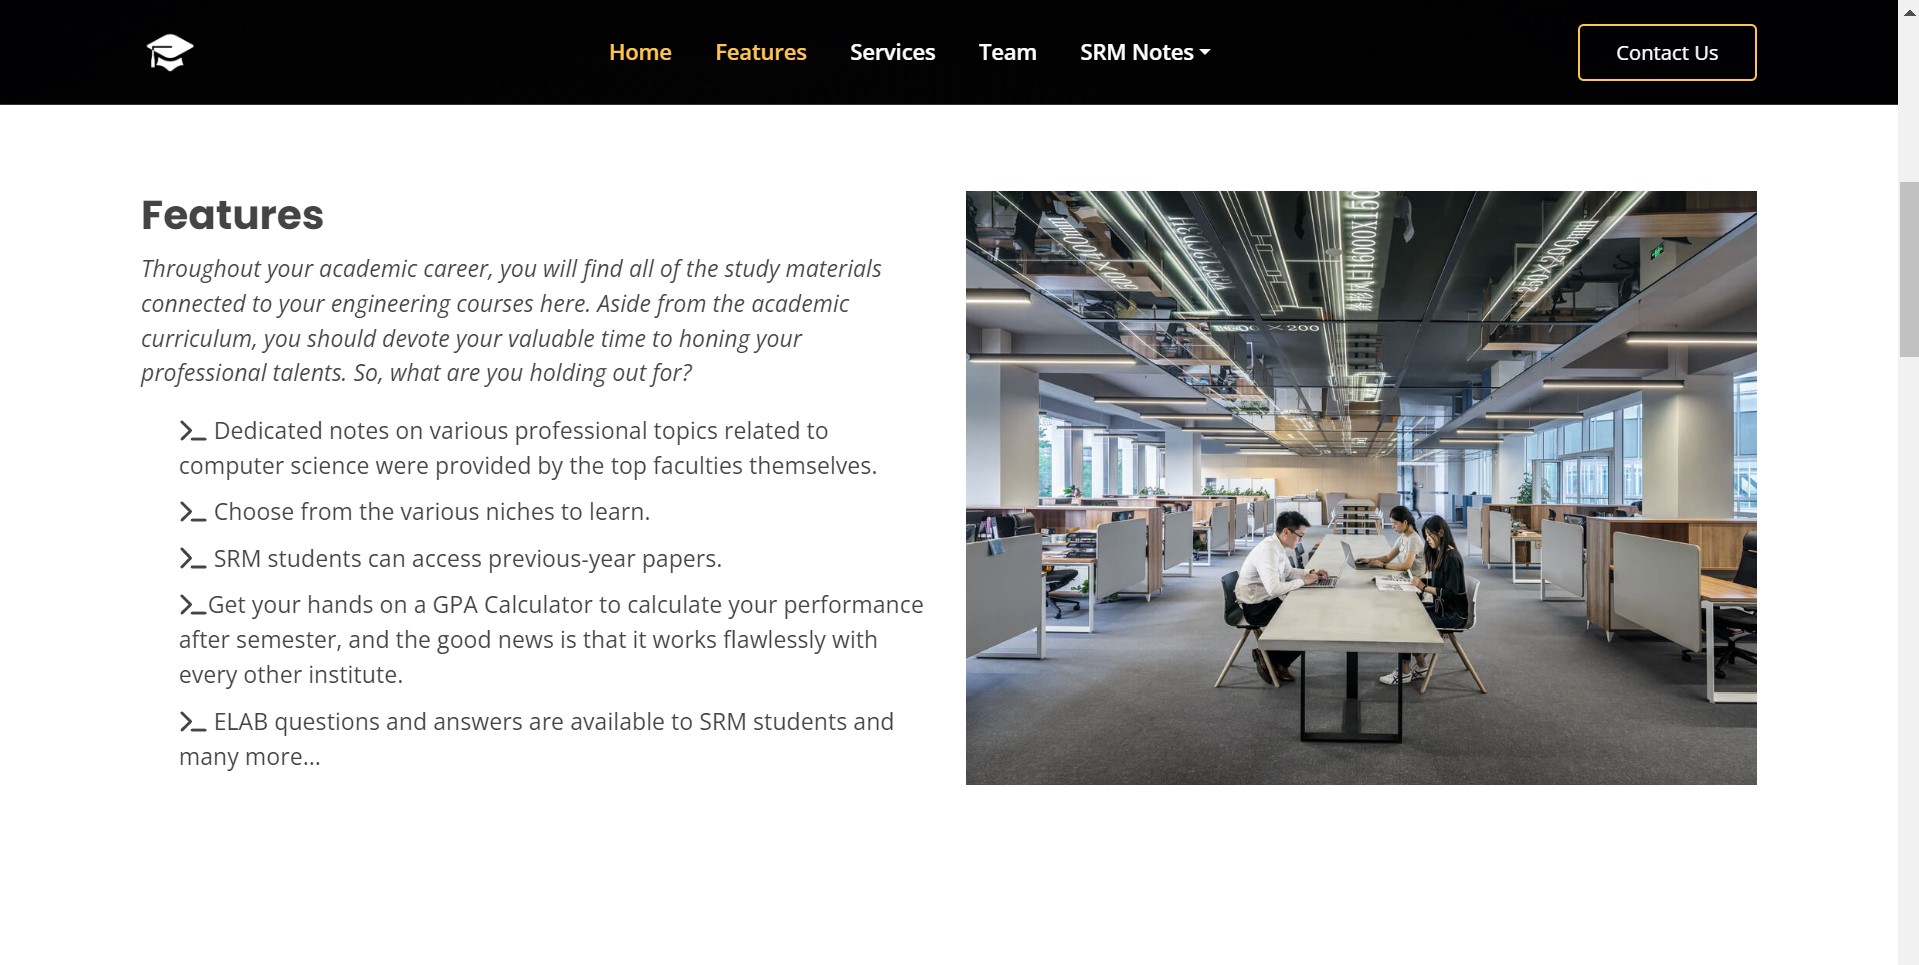 Home Features Services Team SRM Notes Contact Us
Features
Throughout your academic career, you will find all of the study materials
connected to your engineering courses here. Aside from the academic
curriculum, you should devote your valuable time to honing your
professional talents. So, what are you holding out for?
Dedicated notes on various professional topics related to
computer science were provided by the top faculties themselves.
Choose from the various niches to learn.
SRM students can access previous-year papers.
Get your hands on a GPA Calculator to calculate your performance
after semester, and the good news is that it works flawlessly with
every other institute.
ELAB questions and answers are available to SRM students and
many more...